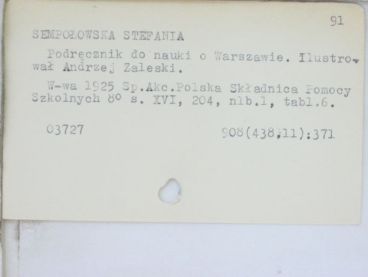 91
SEMPOŁOWSKA STEFANIA
Podręcznik do nauki o Warszawie. Ilustro-
wał Andrzej Zaleski.
W-wa 1925 Sp.Akc.Polska Składnica Pomocy
Szkolnych 8º s. XVI, 204, nlb.1, tabl.6.
03727 908(438.11):371